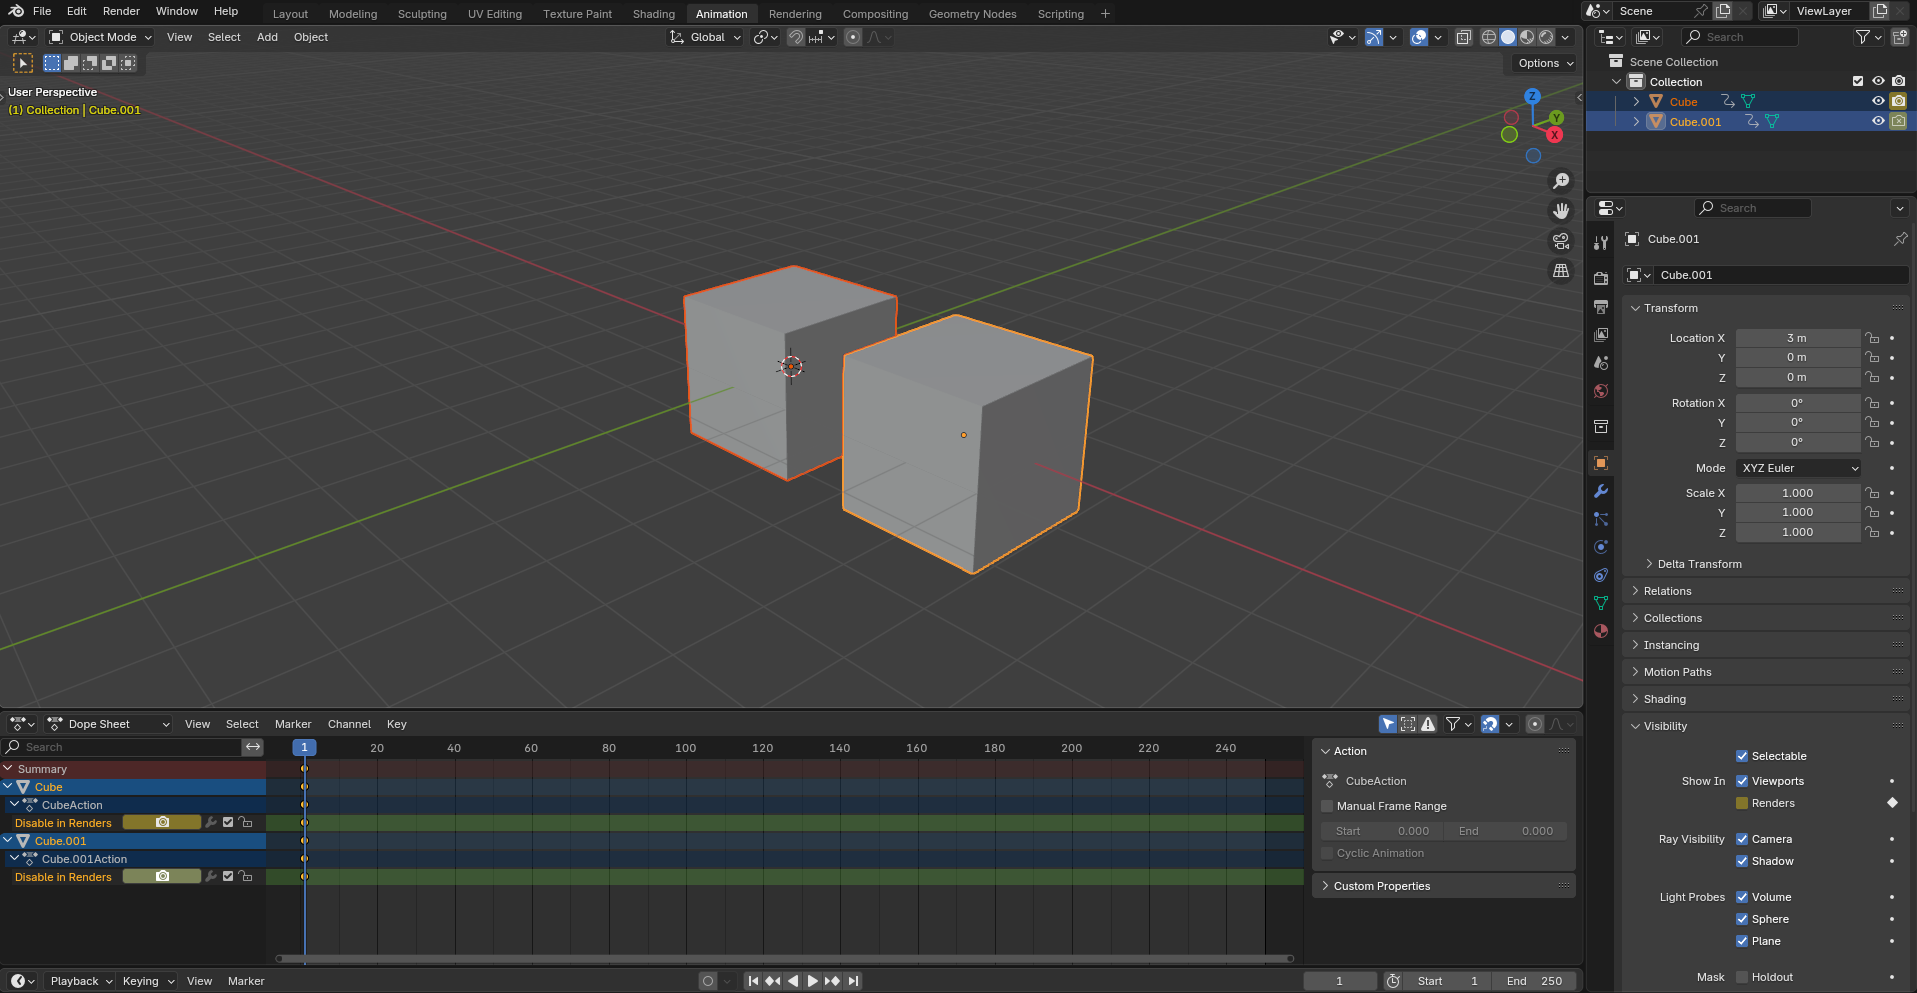 File Edit Render Window Help Layout Modeling Sculpting UV Editing Texture Paint Shading Animation Rendering Compositing Geometry Nodes Scripting + Scene ViewLayer
Object Mode View Select Add Object Global Search
Options
User Perspective
(1) Collection | Cube.001
Z
Y
X
Scene Collection
Collection
Cube
Cube.001
Search
Cube.001
Cube.001
Transform
Location X 3 m
Y 0 m
Z 0 m
Rotation X 0°
Y 0°
Z 0°
Mode XYZ Euler
Scale X 1.000
Y 1.000
Z 1.000
Delta Transform
Relations
Collections
Instancing
Motion Paths
Shading
Visibility
Selectable
Show In Viewports
Renders
Ray Visibility Camera
Shadow
Light Probes Volume
Sphere
Plane
Mask Holdout
Dope Sheet View Select Marker Channel Key
Search 1 20 40 60 80 100 120 140 160 180 200 220 240
Summary
Cube
CubeAction
Disable in Renders
Cube.001
Cube.001Action
Disable in Renders
Action
CubeAction
Manual Frame Range
Start 0.000 End 0.000
Cyclic Animation
Custom Properties
Playback Keying View Marker 1 Start 1 End 250